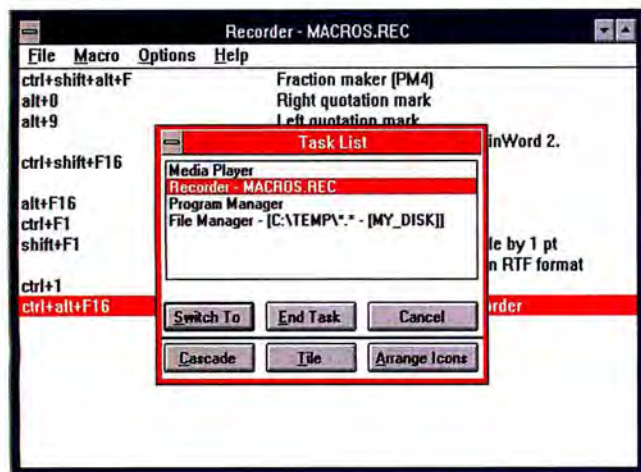 Recorder - MACROS.REC
File Macro Options Help
ctrl+shift+alt+F Fraction maker (PM4)
alt+0 Right quotation mark
alt+9 Left quotation mark
inWord 2.
ctrl+shift+F16
alt+F16
ctrl+F1
shift+F1 le by 1 pt
n RTF format
ctrl+1
ctrl+alt+F16 rder
Task List
Media Player
Recorder - MACROS.REC
Program Manager
File Manager - [C:\TEMP\*.* - [MY_DISK]]
Switch To End Task Cancel
Cascade Tile Arrange Icons